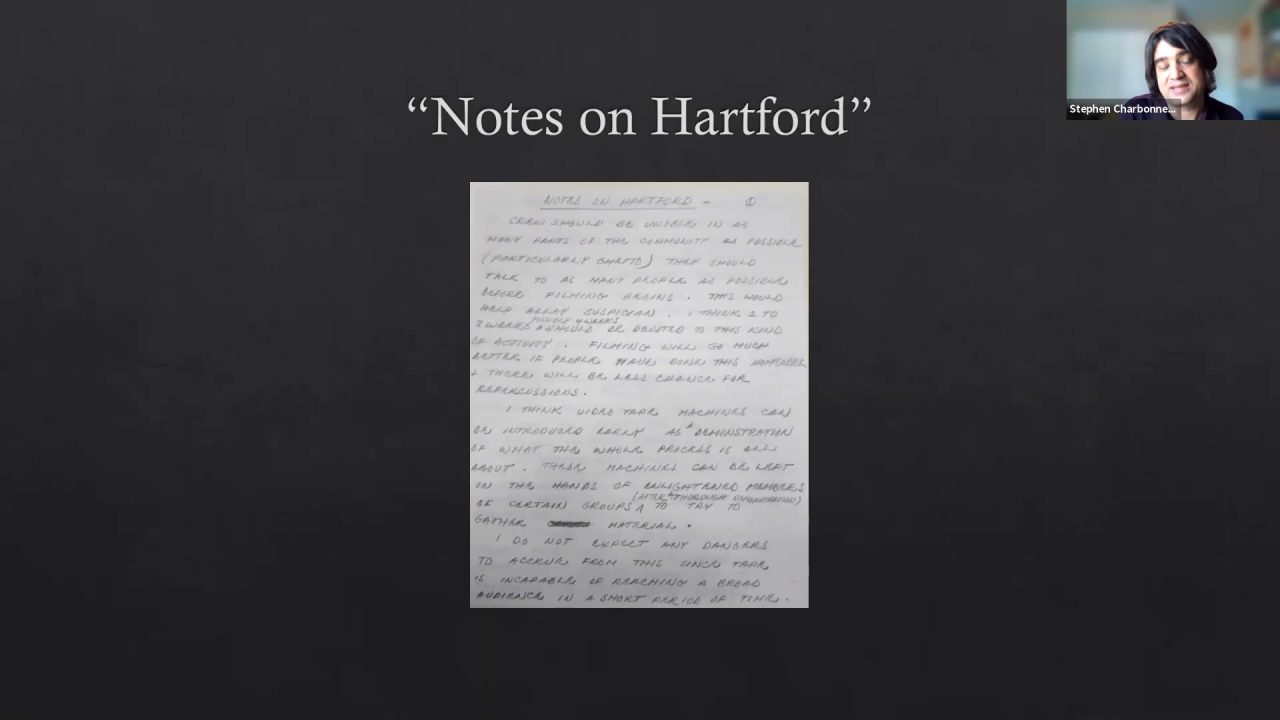 “Notes on Hartford”
Stephen Charbonne...
NOTES ON HARTFORD - ①
CREW SHOULD BE VISIBLE IN AS
MANY PARTS OF THE COMMUNITY AS POSSIBLE
(PARTICULARLY GHETTO) THEY SHOULD
TALK TO AS MANY PEOPLE AS POSSIBLE
BEFORE FILMING BEGINS. THIS WOULD
HELP ALLAY SUSPICIAN. I THINK 2 TO
4 WEEKS
3 WEEKS SHOULD BE DEVOTED TO THIS KIND
OF ACTIVITY. FILMING WILL GO MUCH
BETTER IF PEOPLE HAVE DONE THIS HOMEWORK
& THERE WILL BE LESS CHANCE FOR
REPERCUSSIONS.
I THINK VIDEO TAPE MACHINES CAN
BE INTRODUCED EARLY AS A DEMONSTRATION
OF WHAT THE WHOLE PROCESS IS ALL
ABOUT. THESE MACHINES CAN BE LEFT
IN THE HANDS OF ENLIGHTENED MEMBERS
(AFTER THOROUGH)
OF CERTAIN GROUPS TO TRY TO
GATHER MATERIAL.
I DO NOT EXPECT ANY DANGERS
TO ACCRUE FROM THIS SINCE TAPE
IS INCAPABLE OF REACHING A BROAD
AUDIENCE IN A SHORT PERIOD OF TIME.